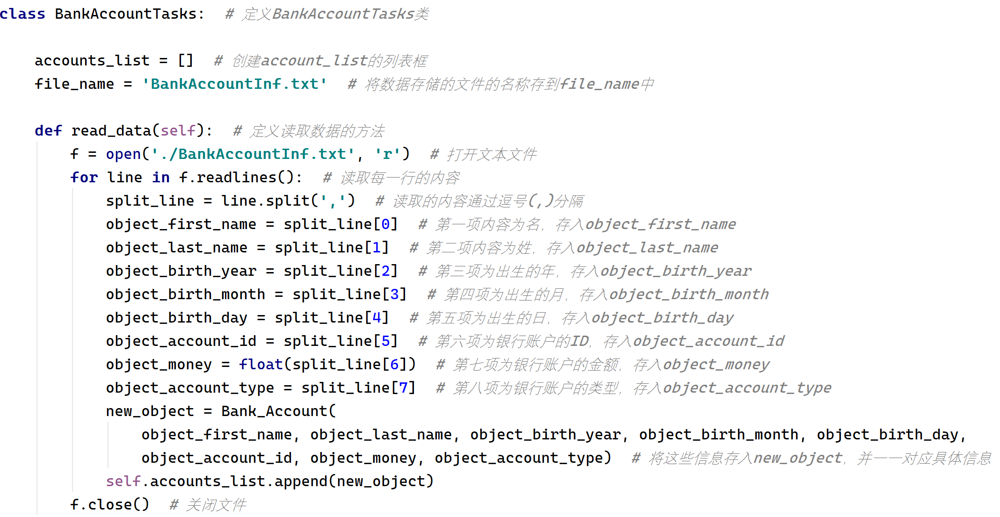 class BankAccountTasks:  # 定义BankAccountTasks类
accounts_list = []  # 创建account_list的列表框
file_name = 'BankAccountInf.txt'  # 将数据存储的文件的名称存到file_name中
def read_data(self):  # 定义读取数据的方法
f = open('./BankAccountInf.txt', 'r')  # 打开文本文件
for line in f.readlines():  # 读取每一行的内容
split_line = line.split(',')  # 读取的内容通过逗号(,)分隔
object_first_name = split_line[0]  # 第一项内容为名，存入object_first_name
object_last_name = split_line[1]  # 第二项内容为姓，存入object_last_name
object_birth_year = split_line[2]  # 第三项为出生的年，存入object_birth_year
object_birth_month = split_line[3]  # 第四项为出生的月，存入object_birth_month
object_birth_day = split_line[4]  # 第五项为出生的日，存入object_birth_day
object_account_id = split_line[5]  # 第六项为银行账户的ID，存入object_account_id
object_money = float(split_line[6])  # 第七项为银行账户的金额，存入object_money
object_account_type = split_line[7]  # 第八项为银行账户的类型，存入object_account_type
new_object = Bank_Account(
object_first_name, object_last_name, object_birth_year, object_birth_month, object_birth_day,
object_account_id, object_money, object_account_type)  # 将这些信息存入new_object，并一一对应具体信息
self.accounts_list.append(new_object)
f.close()  # 关闭文件